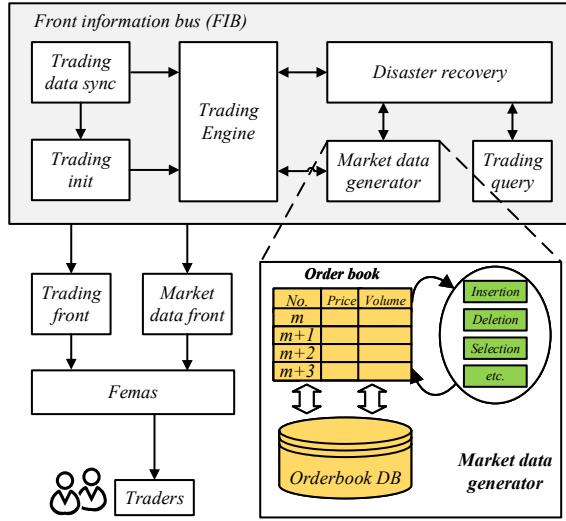 Front information bus (FIB)
Trading
data sync
Trading
Engine
Disaster recovery
Trading
init
Market data
generator
Trading
query
Trading
front
Market
data front
Femas
Traders
Order book
No. Price Volume
m
m+1
m+2
m+3
Insertion
Deletion
Selection
etc.
Orderbook DB
Market data
generator